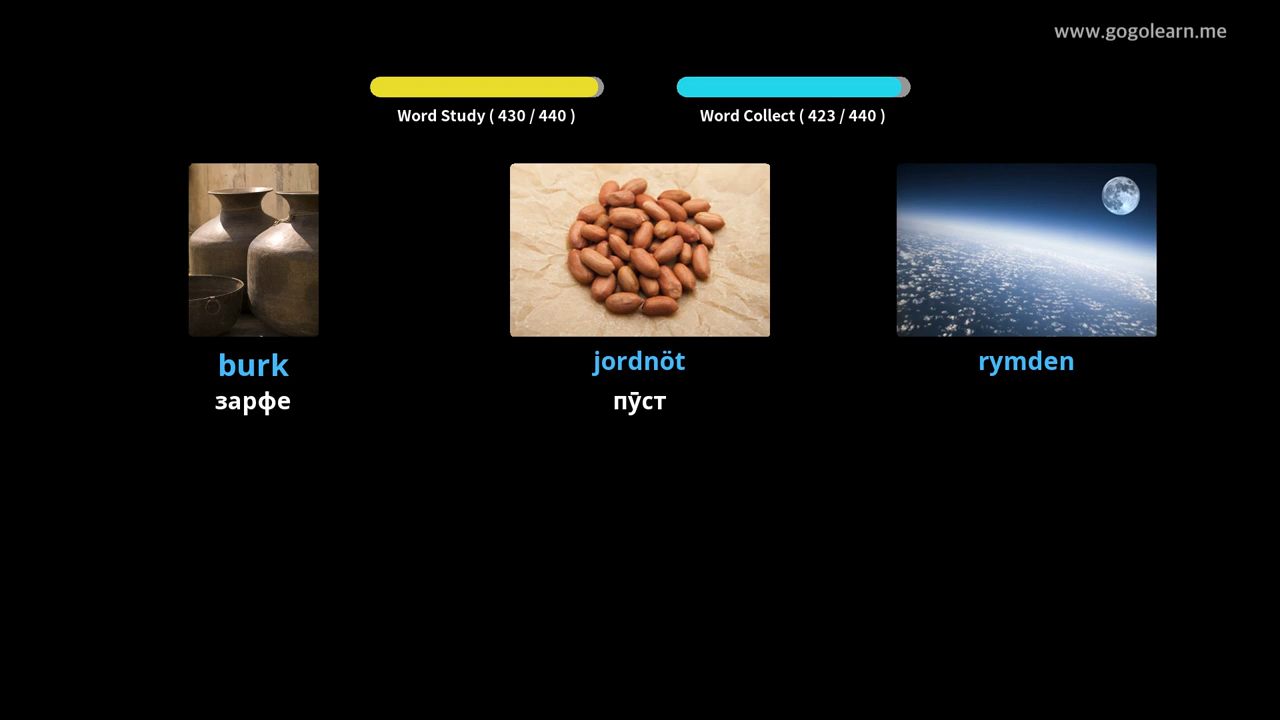 www.gogolearn.me
Word Study ( 430 / 440 )
Word Collect ( 423 / 440 )
burk
jordnöt
rymden
зарфе
пӯст